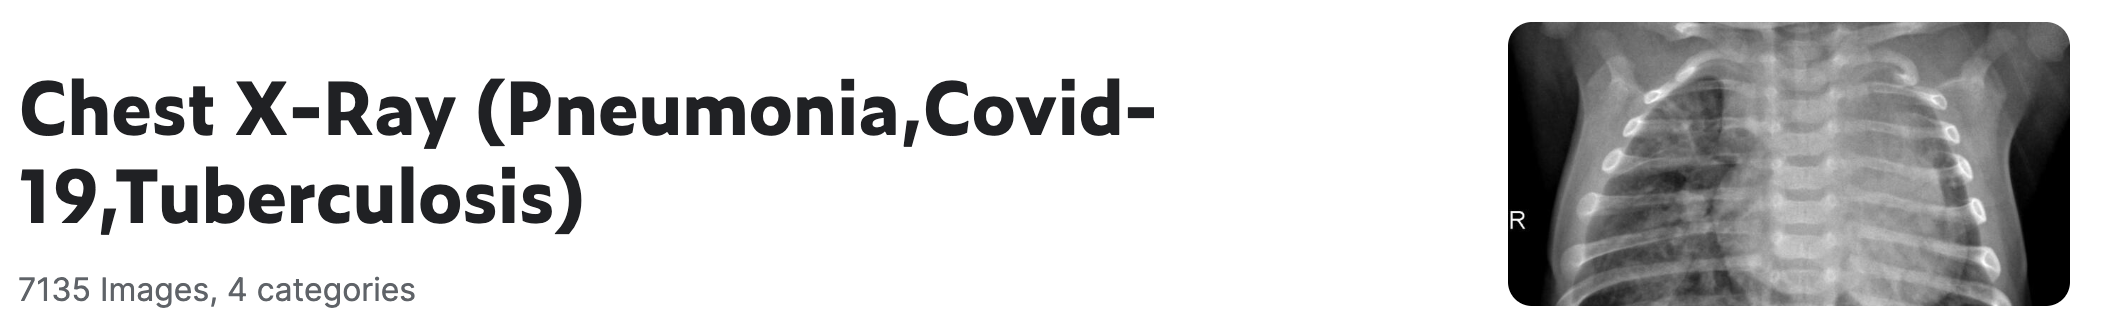 Chest X-Ray (Pneumonia,Covid-
19,Tuberculosis)
7135 Images, 4 categories
R